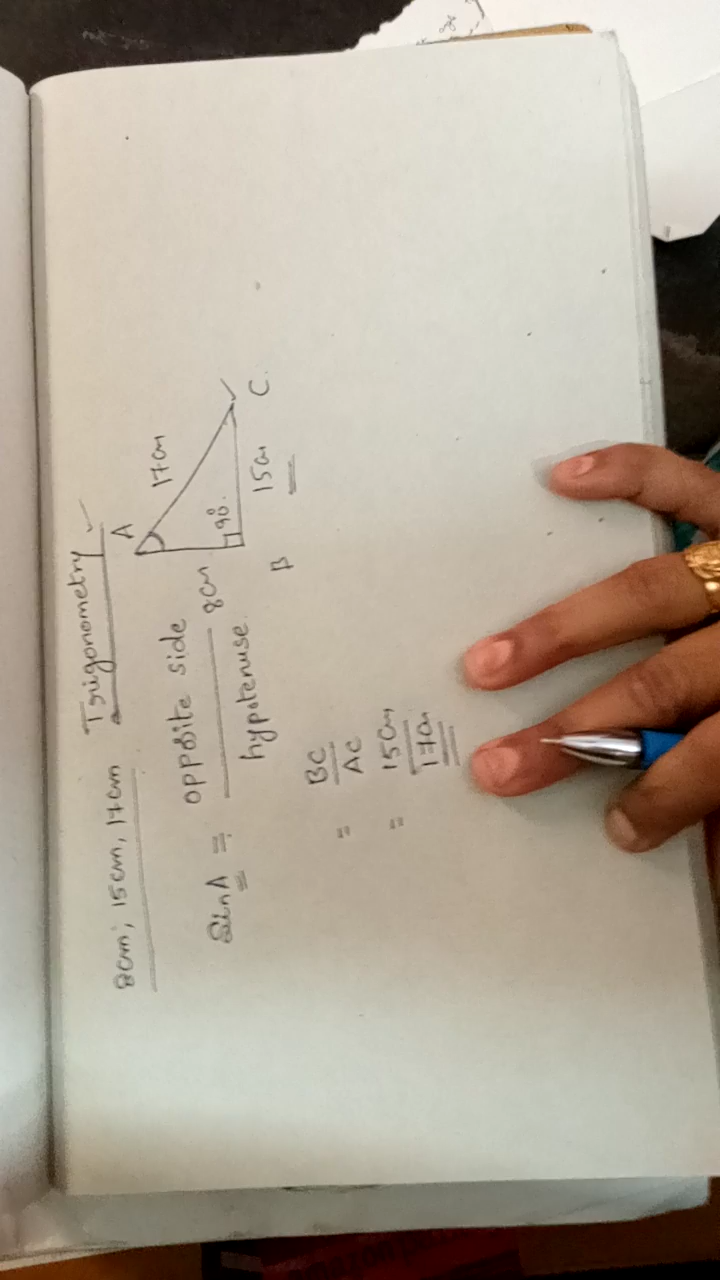 Trigonometry
8cm, 15cm, 17cm
A
17cm
8cm
90°
B
15cm
C
Sin A = opposite side
hypotenuse
= BC
AC
= 15cm
17cm